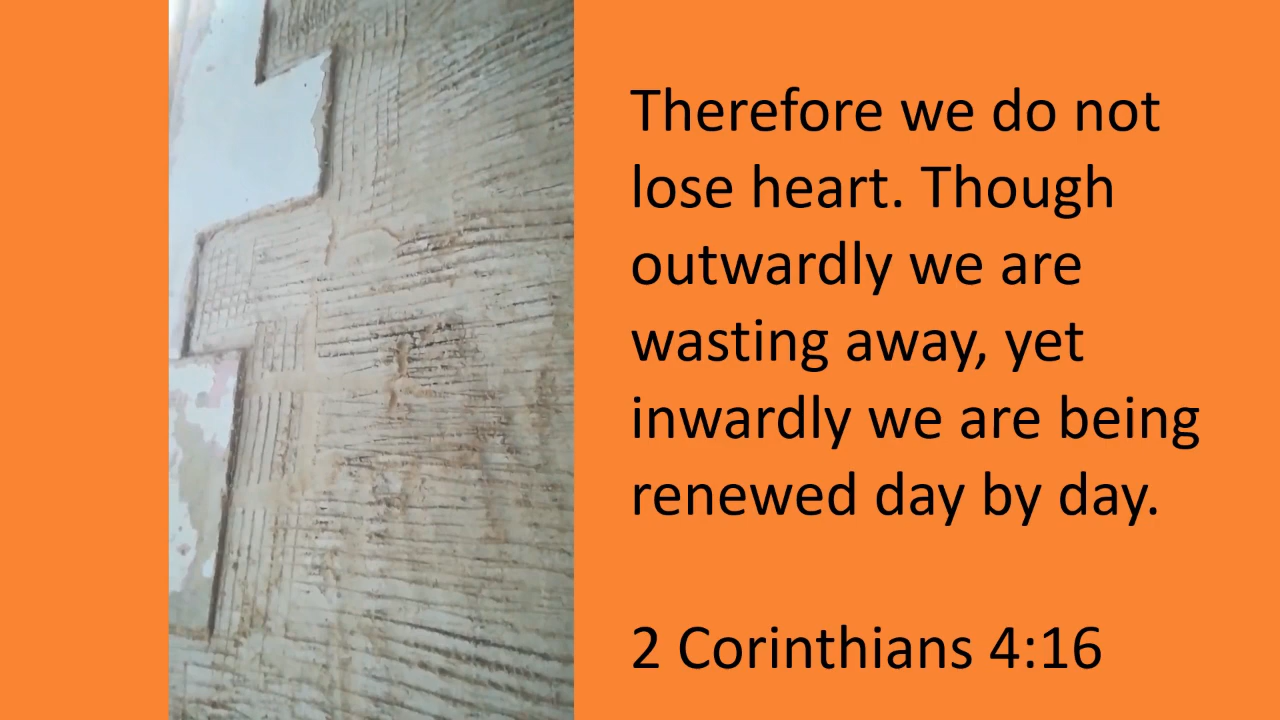 Therefore we do not
lose heart. Though
outwardly we are
wasting away, yet
inwardly we are being
renewed day by day.
2 Corinthians 4:16